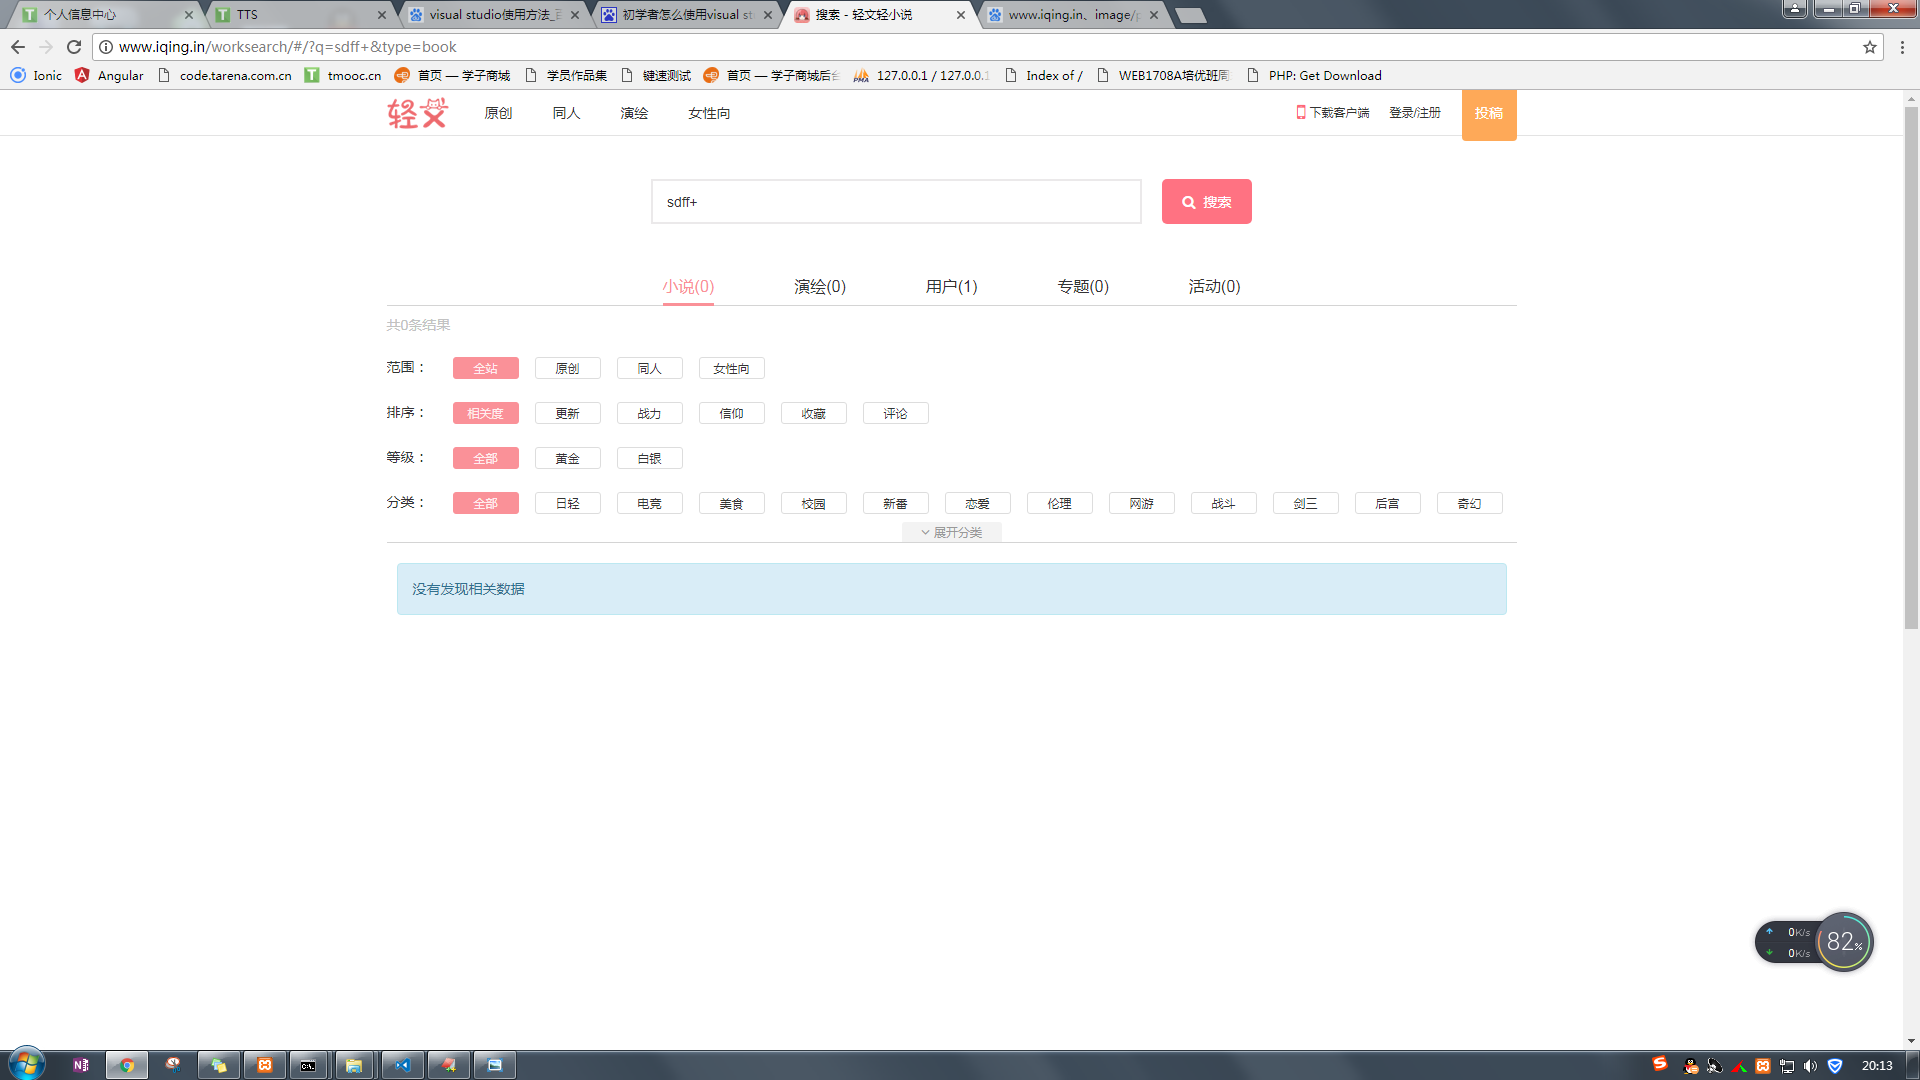 个人信息中心
TTS
visual studio使用方法_
初学者怎么使用visual st
搜索 - 轻文轻小说
www.iqing.in、image/p
www.iqing.in/worksearch/#/?q=sdff+&type=book
Ionic
Angular
code.tarena.com.cn
tmooc.cn
首页 — 学子商城
学员作品集
键速测试
首页 — 学子商城后台
127.0.0.1 / 127.0.0.1
Index of /
WEB1708A培优班周
PHP: Get Download
轻文
原创
同人
演绘
女性向
下载客户端
登录/注册
投稿
sdff+
搜索
小说(0)
演绘(0)
用户(1)
专题(0)
活动(0)
共0条结果
范围： 全站 原创 同人 女性向
排序： 相关度 更新 战力 信仰 收藏 评论
等级： 全部 黄金 白银
分类： 全部 日轻 电竞 美食 校园 新番 恋爱 伦理 网游 战斗 剑三 后宫 奇幻
展开分类
没有发现相关数据
0K/s
0K/s
82%
20:13